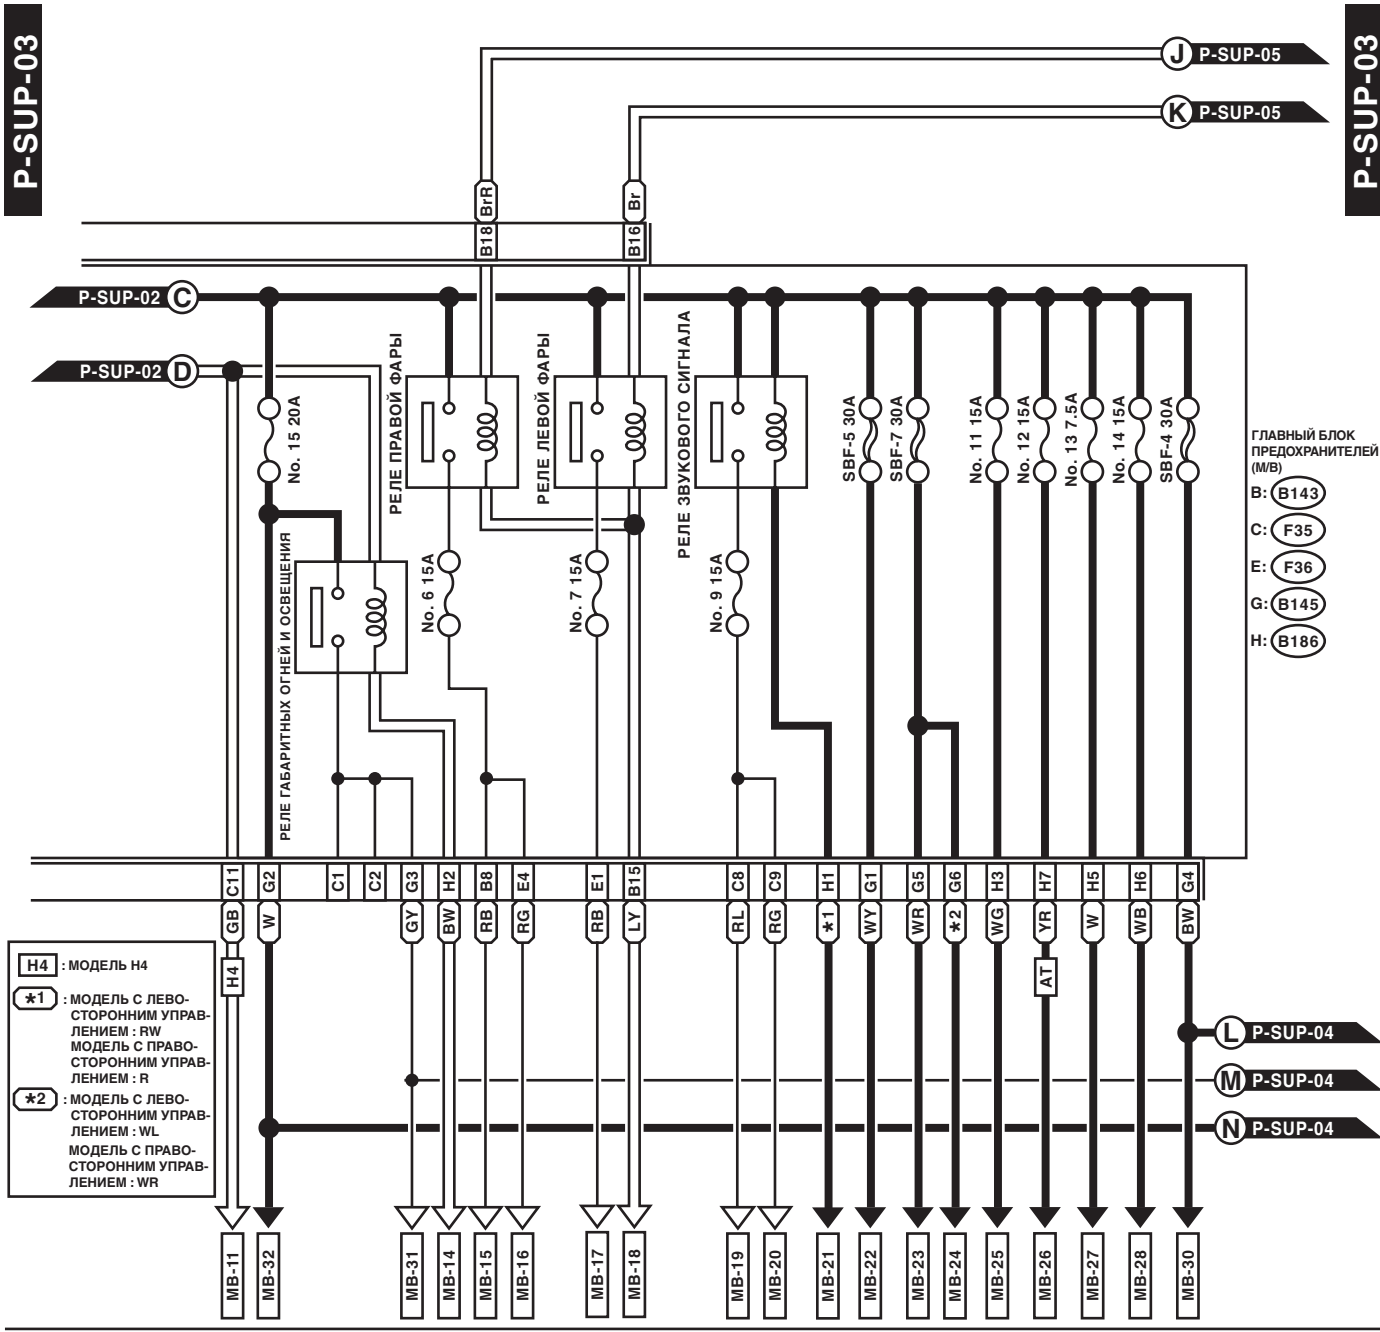 P-SUP-03
P-SUP-03
J P-SUP-05
K P-SUP-05
BrR
Br
B18
B16
P-SUP-02 C
P-SUP-02 D
No. 15 20A
РЕЛЕ ПРАВОЙ ФАРЫ
РЕЛЕ ЛЕВОЙ ФАРЫ
РЕЛЕ ЗВУКОВОГО СИГНАЛА
SBF-5 30A
SBF-7 30A
No. 11 15A
No. 12 15A
No. 13 7.5A
No. 14 15A
SBF-4 30A
ГЛАВНЫЙ БЛОК
ПРЕДОХРАНИТЕЛЕЙ
(M/B)
B: B143
C: F35
E: F36
G: B145
H: B186
РЕЛЕ ГАБАРИТНЫХ ОГНЕЙ И ОСВЕЩЕНИЯ
No. 6 15A
No. 7 15A
No. 9 15A
C11 G2 C1 C2 G3 H2 B8 E4 E1 B15 C8 C9 H1 G1 G5 G6 H3 H7 H5 H6 G4
GB W GY BW RB RG RB LY RL RG *1 WY WR *2 WG YR W WB BW
H4
AT
H4 : МОДЕЛЬ H4
*1 : МОДЕЛЬ С ЛЕВО-
СТОРОННИМ УПРАВ-
ЛЕНИЕМ : RW
МОДЕЛЬ С ПРАВО-
СТОРОННИМ УПРАВ-
ЛЕНИЕМ : R
*2 : МОДЕЛЬ С ЛЕВО-
СТОРОННИМ УПРАВ-
ЛЕНИЕМ : WL
МОДЕЛЬ С ПРАВО-
СТОРОННИМ УПРАВ-
ЛЕНИЕМ : WR
L P-SUP-04
M P-SUP-04
N P-SUP-04
MB-11 MB-32 MB-31 MB-14 MB-15 MB-16 MB-17 MB-18 MB-19 MB-20 MB-21 MB-22 MB-23 MB-24 MB-25 MB-26 MB-27 MB-28 MB-30